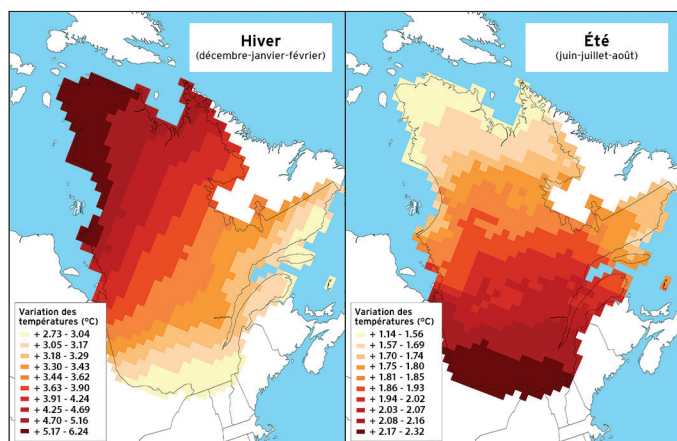 Hiver
(décembre-janvier-février)
Variation des
températures (°C)
+ 2.73 - 3.04
+ 3.05 - 3.17
+ 3.18 - 3.29
+ 3.30 - 3.43
+ 3.44 - 3.62
+ 3.63 - 3.90
+ 3.91 - 4.24
+ 4.25 - 4.69
+ 4.70 - 5.16
+ 5.17 - 6.24
Été
(juin-juillet-août)
Variation des
températures (°C)
+ 1.14 - 1.56
+ 1.57 - 1.69
+ 1.70 - 1.74
+ 1.75 - 1.80
+ 1.81 - 1.85
+ 1.86 - 1.93
+ 1.94 - 2.02
+ 2.03 - 2.07
+ 2.08 - 2.16
+ 2.17 - 2.32